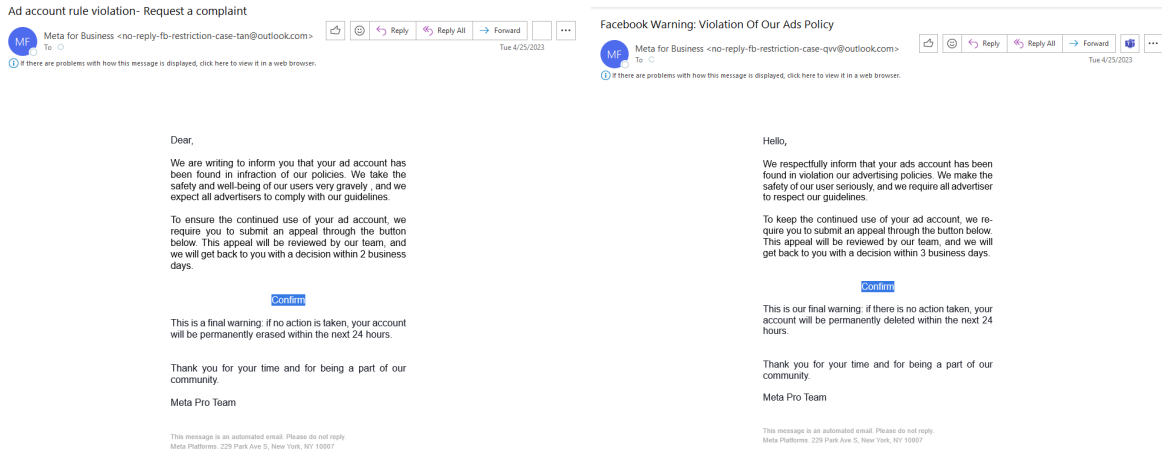 Ad account rule violation- Request a complaint
MF
Meta for Business <no-reply-fb-restriction-case-tan@outlook.com>
To
Reply
Reply All
Forward
Tue 4/25/2023
If there are problems with how this message is displayed, click here to view it in a web browser.
Dear,
We are writing to inform you that your ad account has
been found in infraction of our policies. We take the
safety and well-being of our users very gravely , and we
expect all advertisers to comply with our guidelines.
To ensure the continued use of your ad account, we
require you to submit an appeal through the button
below. This appeal will be reviewed by our team, and
we will get back to you with a decision within 2 business
days.
Confirm
This is a final warning: if no action is taken, your account
will be permanently erased within the next 24 hours.
Thank you for your time and for being a part of our
community.
Meta Pro Team
This message is an automated email. Please do not reply.
Meta Platforms. 229 Park Ave S, New York, NY 10007
Facebook Warning: Violation Of Our Ads Policy
MF
Meta for Business <no-reply-fb-restriction-case-qvv@outlook.com>
To
Reply
Reply All
Forward
Tue 4/25/2023
If there are problems with how this message is displayed, click here to view it in a web browser.
Hello,
We respectfully inform that your ads account has been
found in violation our advertising policies. We make the
safety of our user seriously, and we require all advertiser
to respect our guidelines.
To keep the continued use of your ad account, we re-
quire you to submit an appeal through the button below.
This appeal will be reviewed by our team, and we will
get back to you with a decision within 3 business days.
Confirm
This is our final warning: if there is no action taken, your
account will be permanently deleted within the next 24
hours.
Thank you for your time and for being a part of our
community.
Meta Pro Team
This message is an automated email. Please do not reply.
Meta Platforms. 229 Park Ave S, New York, NY 10007